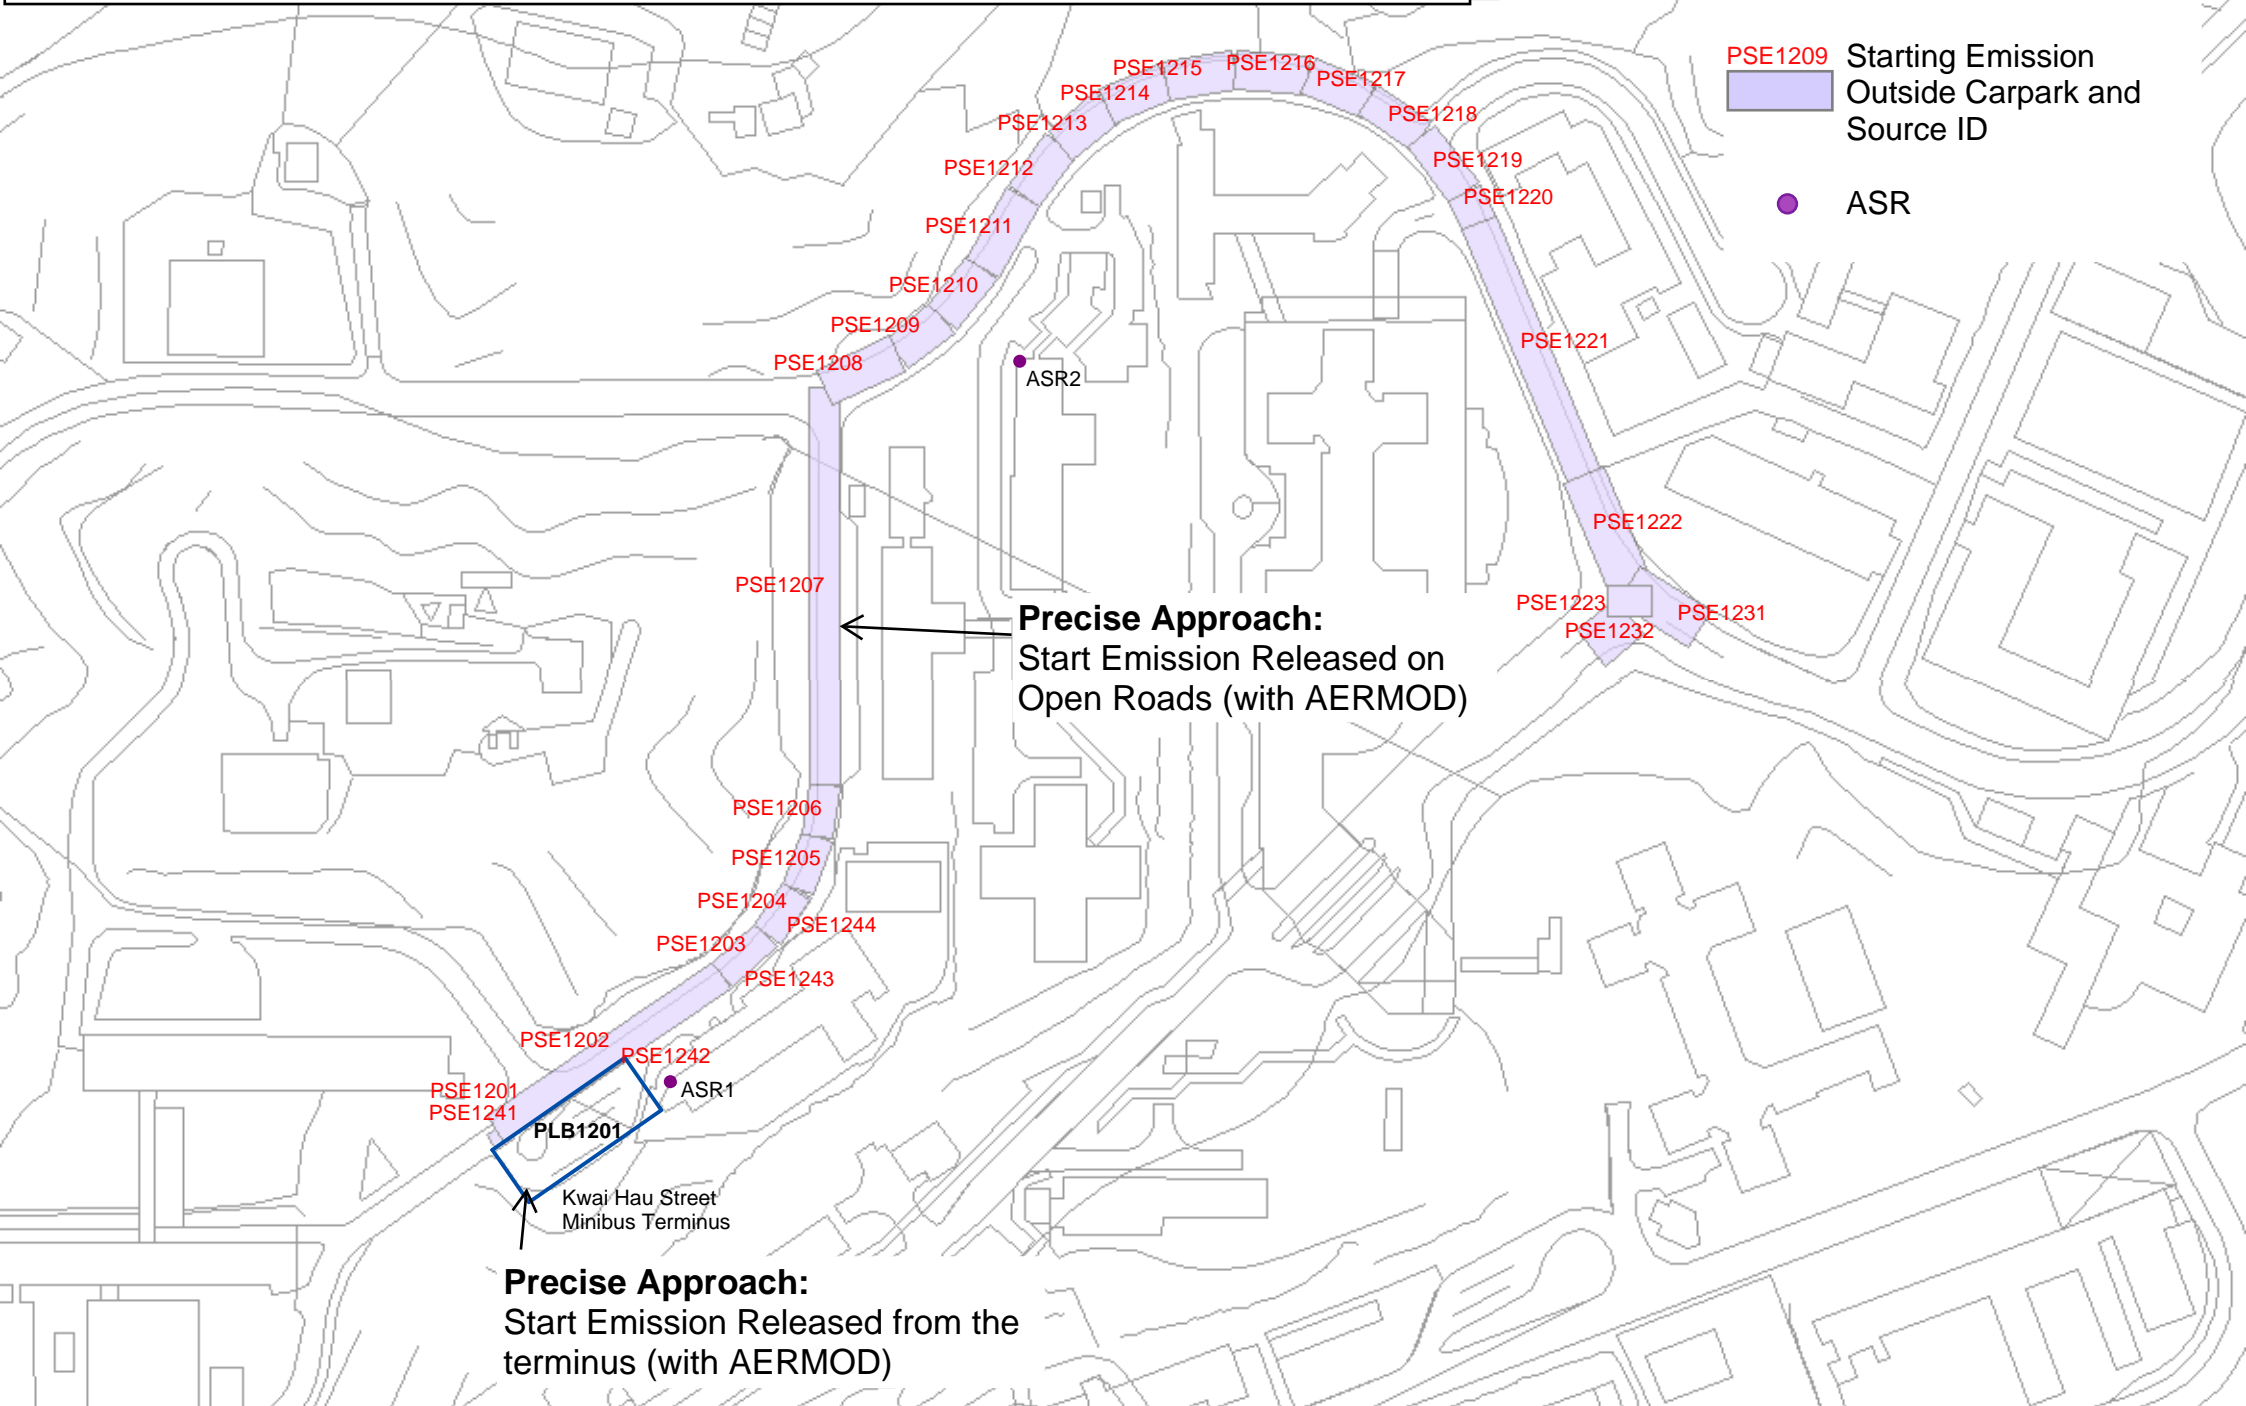 PSE1209 Starting Emission
Outside Carpark and
Source ID
ASR
PSE1215
PSE1216
PSE1217
PSE1214
PSE1218
PSE1213
PSE1219
PSE1212
PSE1220
PSE1211
PSE1210
PSE1209
PSE1221
PSE1208
ASR2
PSE1222
PSE1207
PSE1223
PSE1231
PSE1232
Precise Approach:
Start Emission Released on
Open Roads (with AERMOD)
PSE1206
PSE1205
PSE1204
PSE1244
PSE1203
PSE1243
PSE1202
PSE1242
PSE1201
ASR1
PSE1241
PLB1201
Kwai Hau Street
Minibus Terminus
Precise Approach:
Start Emission Released from the
terminus (with AERMOD)